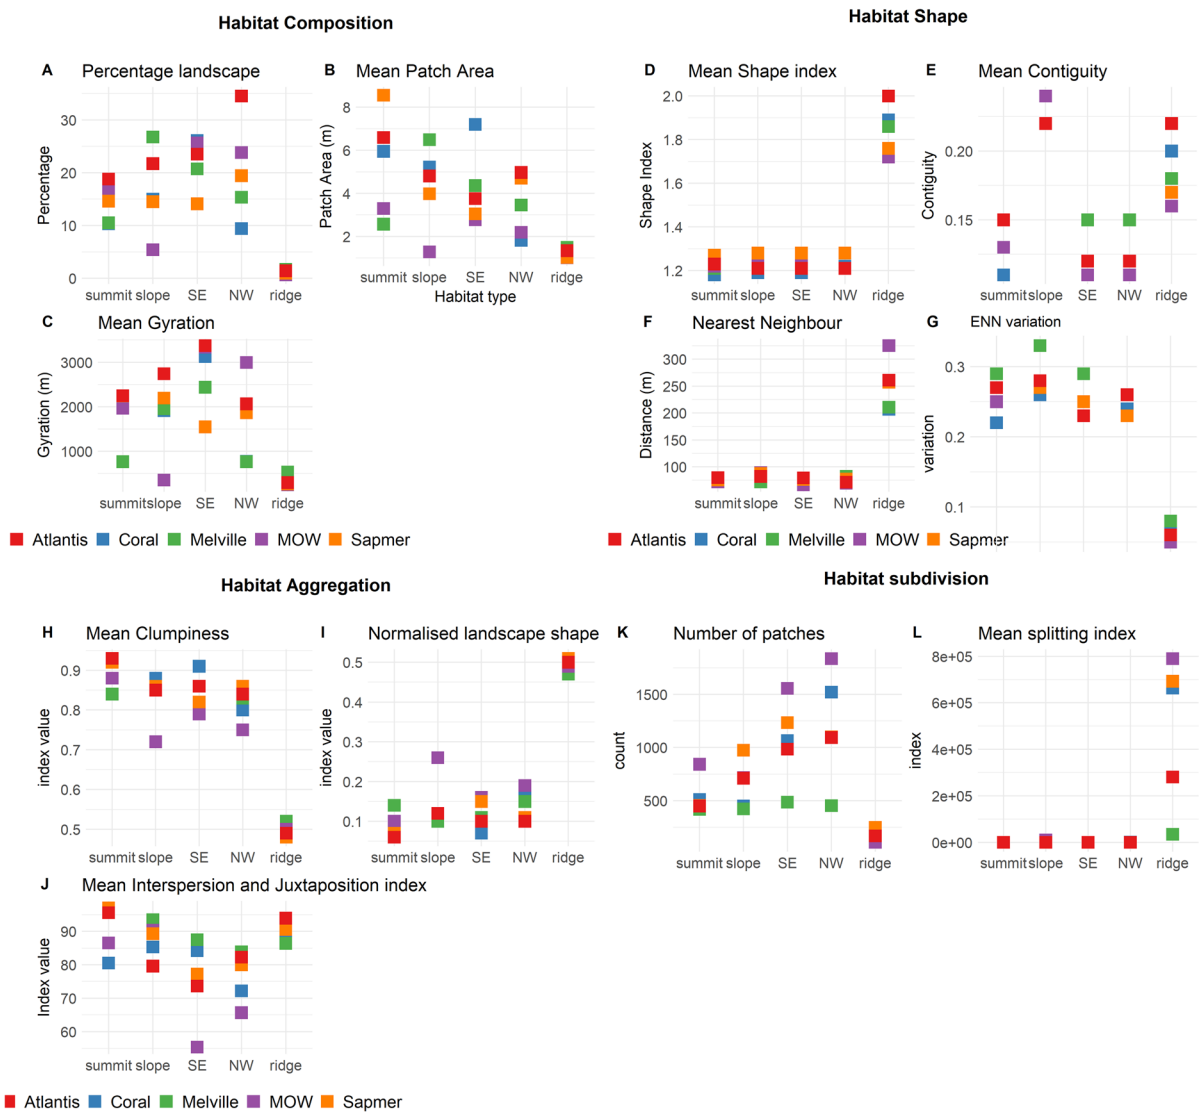 Habitat Composition
A Percentage landscape
Percentage
30
20
10
0
summit slope SE NW ridge
B Mean Patch Area
Patch Area (m)
8
6
4
2
summit slope SE NW ridge
Habitat type
C Mean Gyration
Gyration (m)
3000
2000
1000
summit slope SE NW ridge
Atlantis Coral Melville MOW Sapmer
Habitat Shape
D Mean Shape index
Shape Index
2.0
1.8
1.6
1.4
1.2
summit slope SE NW ridge
E Mean Contiguity
Contiguity
0.20
0.15
summit slope SE NW ridge
F Nearest Neighbour
Distance (m)
300
250
200
150
100
summit slope SE NW ridge
G ENN variation
variation
0.3
0.2
0.1
Atlantis Coral Melville MOW Sapmer
Habitat Aggregation
H Mean Clumpiness
index value
0.9
0.8
0.7
0.6
0.5
summit slope SE NW ridge
I Normalised landscape shape
index value
0.5
0.4
0.3
0.2
0.1
summit slope SE NW ridge
J Mean Interspersion and Juxtaposition index
Index value
90
80
70
60
summit slope SE NW ridge
Atlantis Coral Melville MOW Sapmer
Habitat subdivision
K Number of patches
count
1500
1000
500
summit slope SE NW ridge
L Mean splitting index
index
8e+05
6e+05
4e+05
2e+05
0e+00
summit slope SE NW ridge